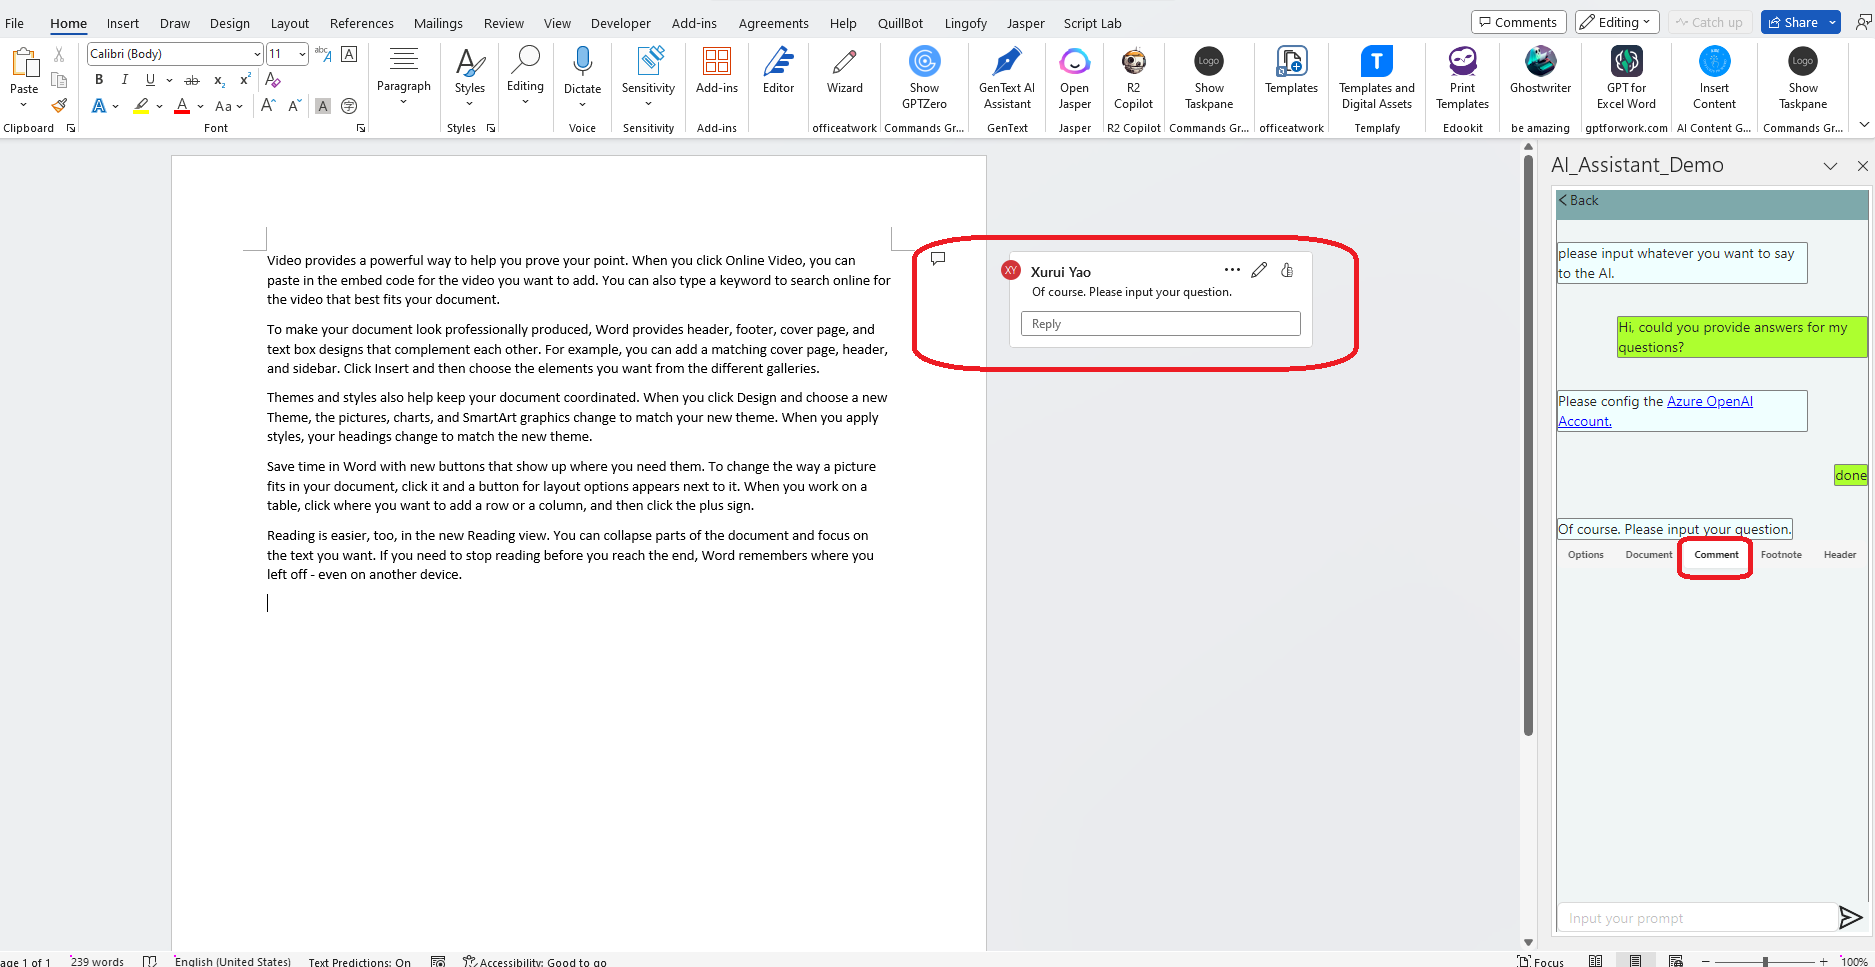 File Home Insert Draw Design Layout References Mailings Review View Developer Add-ins Agreements Help QuillBot Lingofy Jasper Script Lab
Comments Editing Catch up Share
Calibri (Body) 11
Paste
Paragraph
Styles
Editing
Dictate
Sensitivity
Add-ins
Editor
Wizard
Show
GPTZero
GenText AI
Assistant
Open
Jasper
R2
Copilot
Logo
Show
Taskpane
Templates
Templates and
Digital Assets
Print
Templates
Ghostwriter
GPT for
Excel Word
Insert
Content
Logo
Show
Taskpane
Clipboard Font Styles Voice Sensitivity Add-ins officeatwork Commands Gr... GenText Jasper R2 Copilot Commands Gr... officeatwork Templafy Edookit be amazing gptforwork.com AI Content G... Commands Gr...
Video provides a powerful way to help you prove your point. When you click Online Video, you can
paste in the embed code for the video you want to add. You can also type a keyword to search online for
the video that best fits your document.
To make your document look professionally produced, Word provides header, footer, cover page, and
text box designs that complement each other. For example, you can add a matching cover page, header,
and sidebar. Click Insert and then choose the elements you want from the different galleries.
Themes and styles also help keep your document coordinated. When you click Design and choose a new
Theme, the pictures, charts, and SmartArt graphics change to match your new theme. When you apply
styles, your headings change to match the new theme.
Save time in Word with new buttons that show up where you need them. To change the way a picture
fits in your document, click it and a button for layout options appears next to it. When you work on a
table, click where you want to add a row or a column, and then click the plus sign.
Reading is easier, too, in the new Reading view. You can collapse parts of the document and focus on
the text you want. If you need to stop reading before you reach the end, Word remembers where you
left off - even on another device.
XY Xurui Yao
Of course. Please input your question.
Reply
AI_Assistant_Demo
Back
please input whatever you want to say
to the AI.
Hi, could you provide answers for my
questions?
Please config the Azure OpenAI
Account.
done
Of course. Please input your question.
Options Document Comment Footnote Header
Input your prompt
age 1 of 1 239 words English (United States) Text Predictions: On Accessibility: Good to go Focus 100%